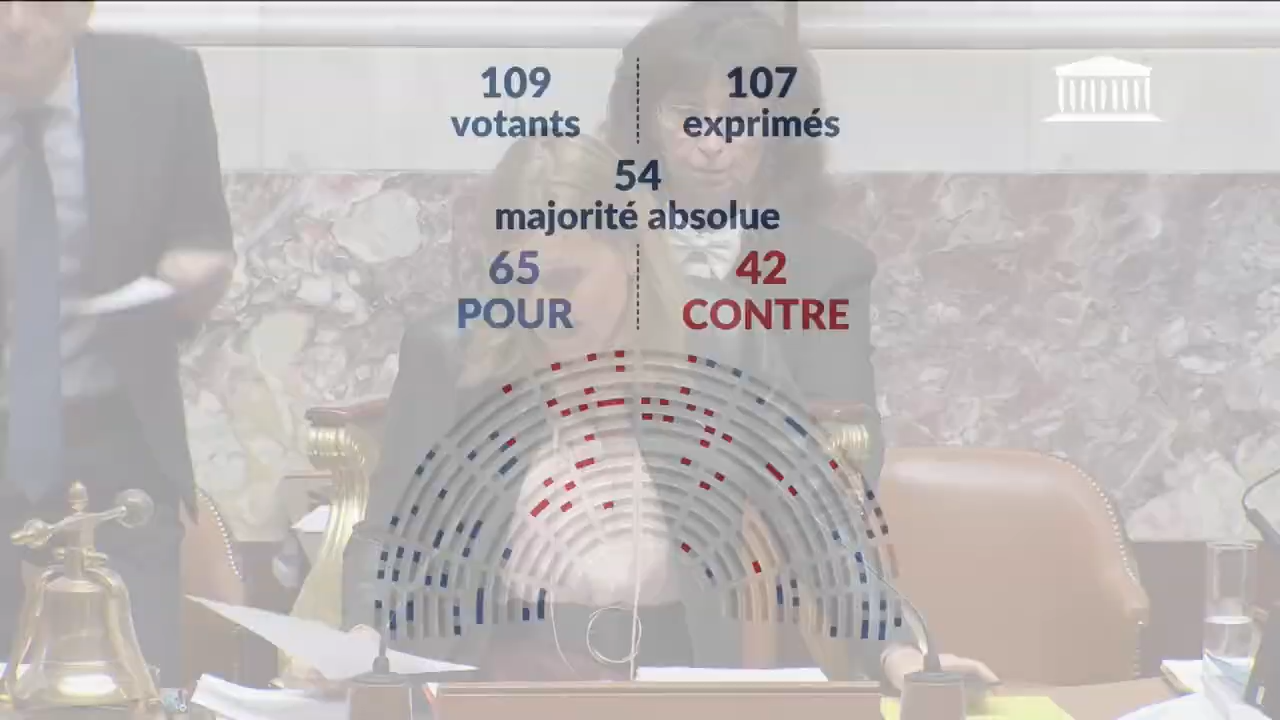 109
votants
107
exprimés
54
majorité absolue
65
POUR
42
CONTRE